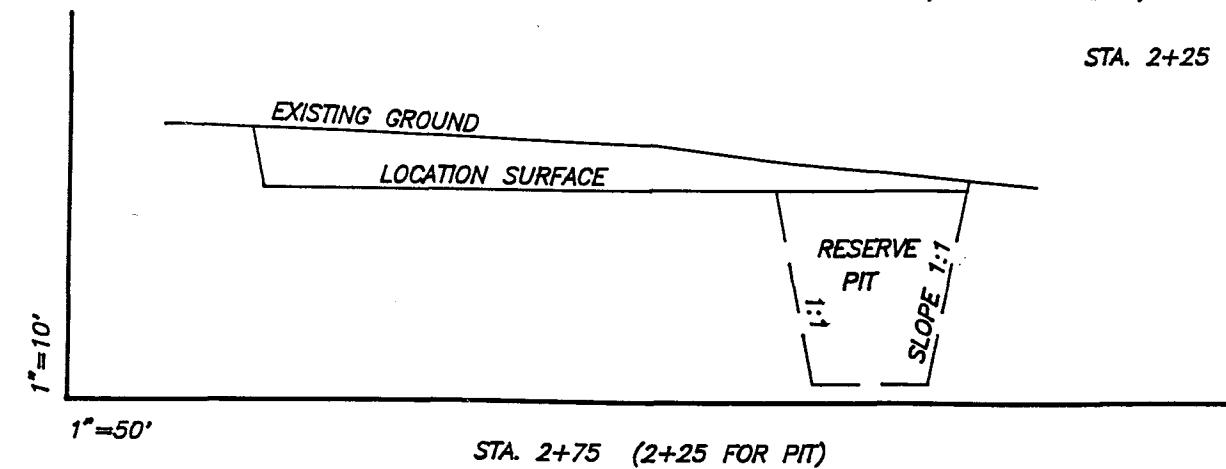 STA. 2+25
EXISTING GROUND
LOCATION SURFACE
RESERVE
PIT
1:1
SLOPE 1:1
1"=10'
1"=50'
STA. 2+75 (2+25 FOR PIT)